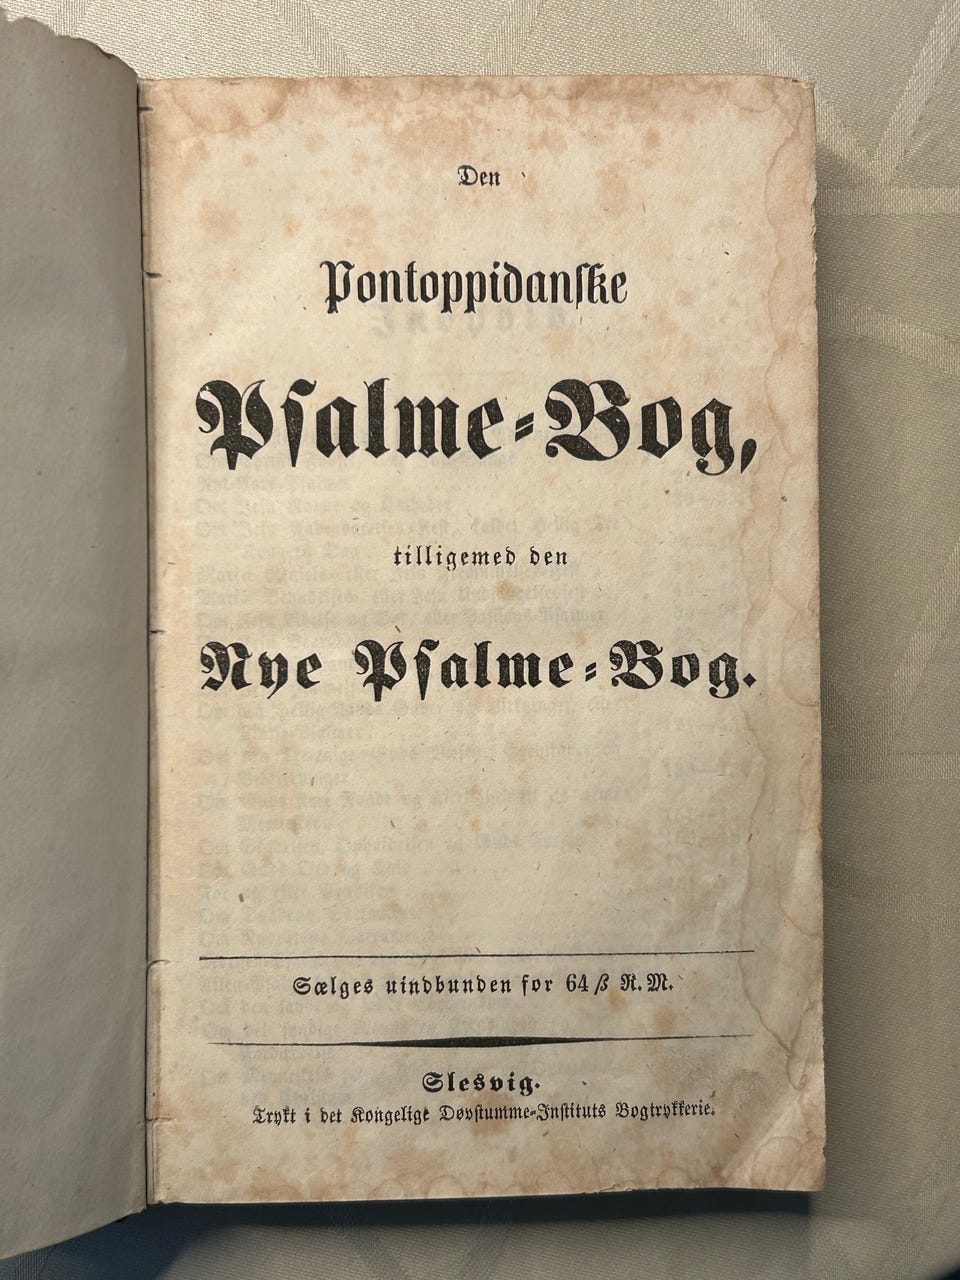 Den
Pontoppidanske
Psalme-Bog,
tilligemed den
Nye Psalme-Bog.
Sælges uindbunden for 64 ß R. M.
Slesvig.
Trykt i det Kongelige Døvstumme-Instituts Bogtrykkerie.